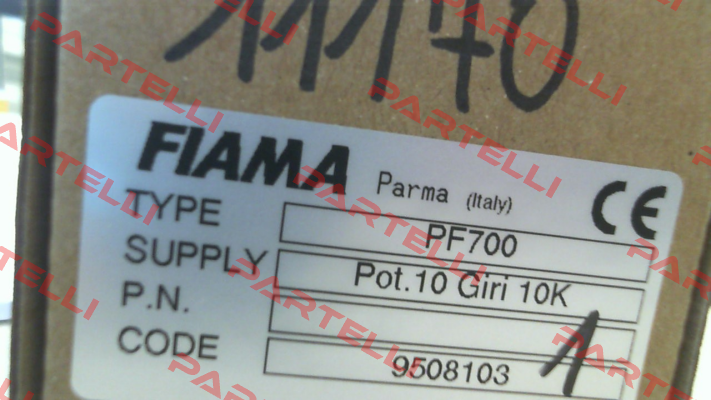 11170
FIAMA Parma (Italy) CE
TYPE PF700
SUPPLY Pot.10 Giri 10K
P.N.
CODE 9508103 1
PARTELLI